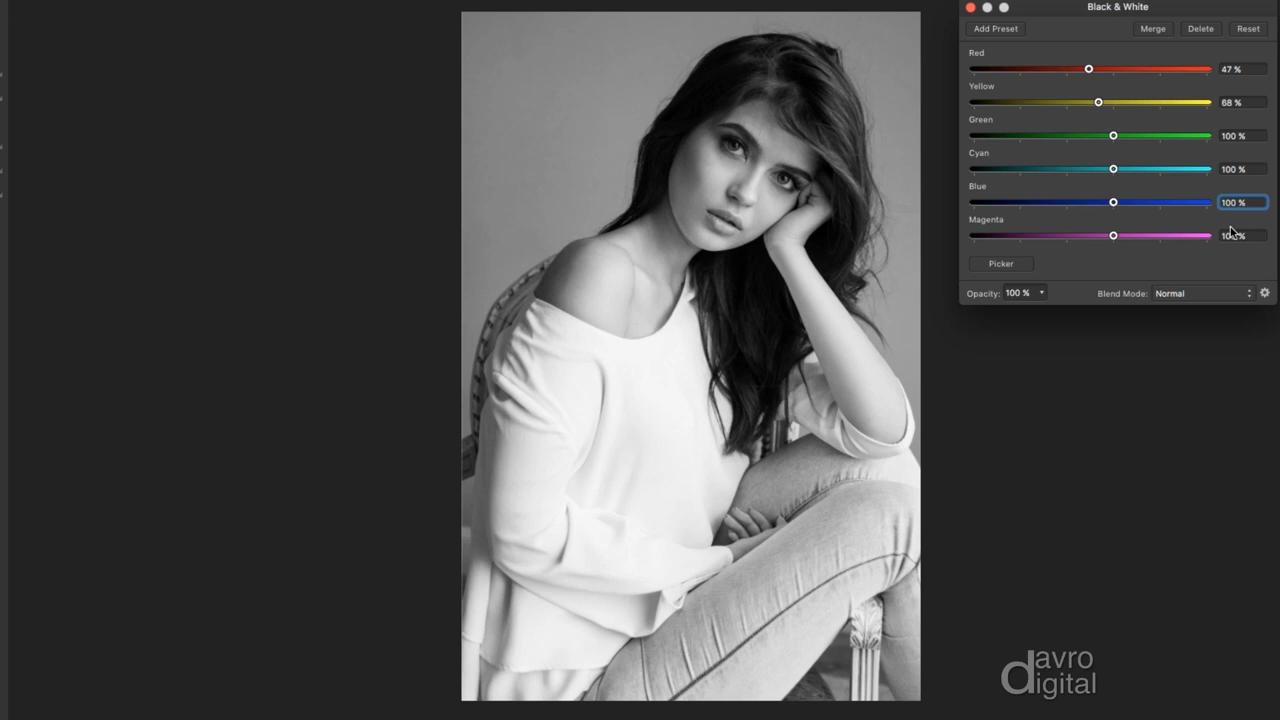 Black & White
Add Preset Merge Delete Reset
Red
47 %
Yellow
68 %
Green
100 %
Cyan
100 %
Blue
100 %
Magenta
Picker
Opacity: 100 % Blend Mode: Normal
davro
digital